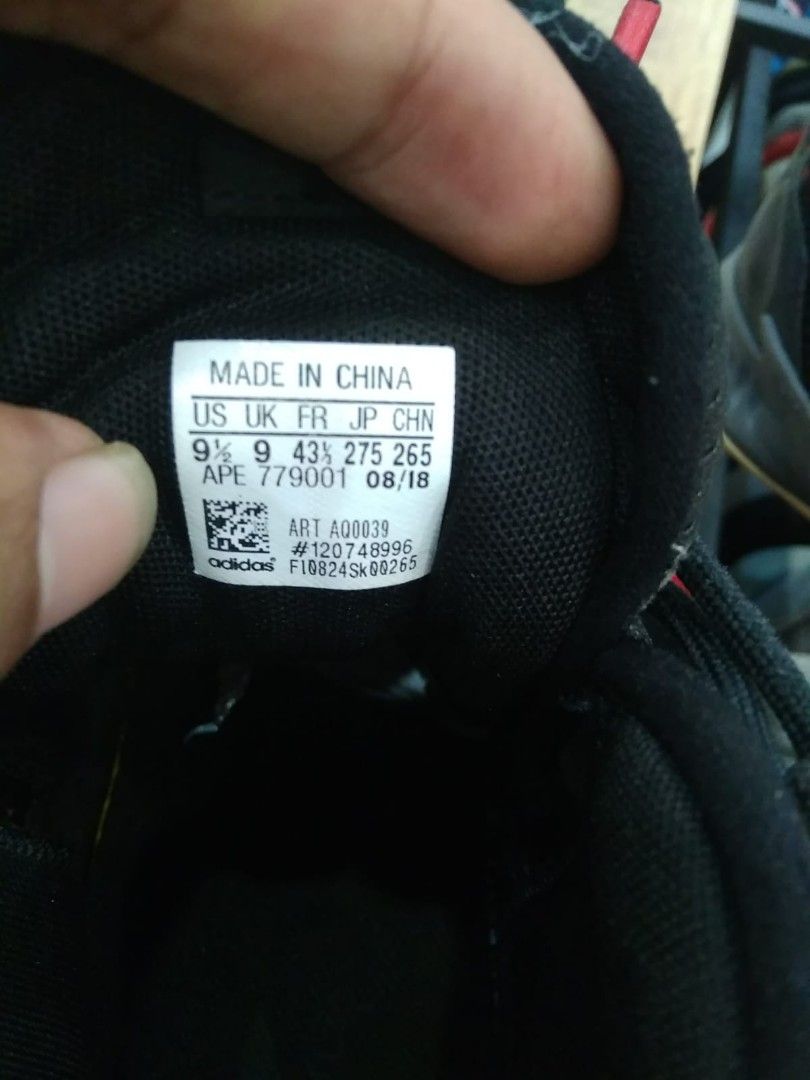 MADE IN CHINA
US UK FR JP CHN
9½ 9 43⅓ 275 265
APE 779001 08/18
ART AQ0039
#120748996
adidas F10824Sk00265